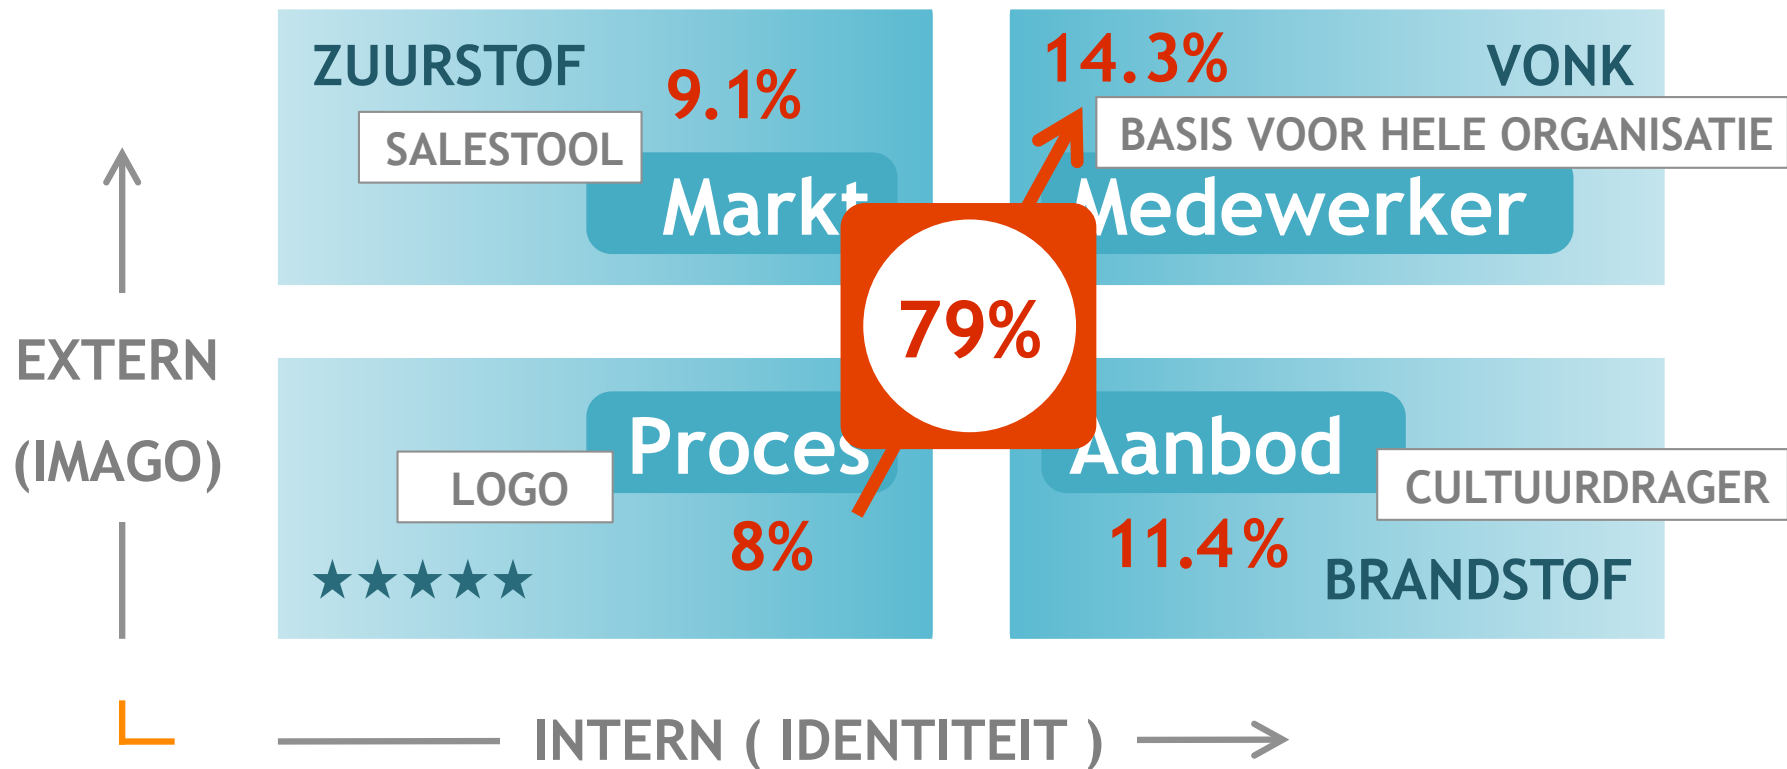 ZUURSTOF
9.1%
SALESTOOL
Markt
14.3%
VONK
BASIS VOOR HELE ORGANISATIE
Medewerker
79%
EXTERN
(IMAGO)
Proces
LOGO
8%
★★★★★
Aanbod
CULTUURDRAGER
11.4%
BRANDSTOF
INTERN ( IDENTITEIT )